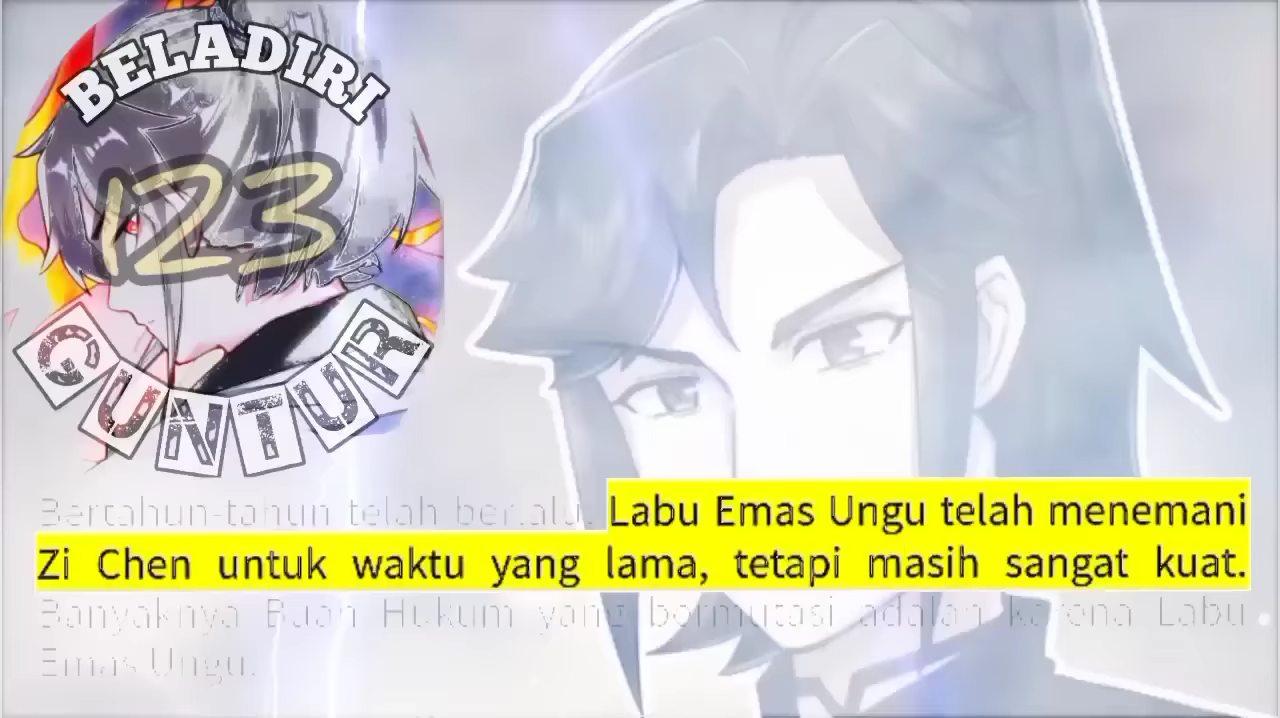 BELADIRI
123
GUNTUR
Bertahun-tahun telah berlalu. Labu Emas Ungu telah menemani
Zi Chen untuk waktu yang lama, tetapi masih sangat kuat.
Banyaknya Buah Hukum yang bermutasi adalah karena Labu
Emas Ungu.